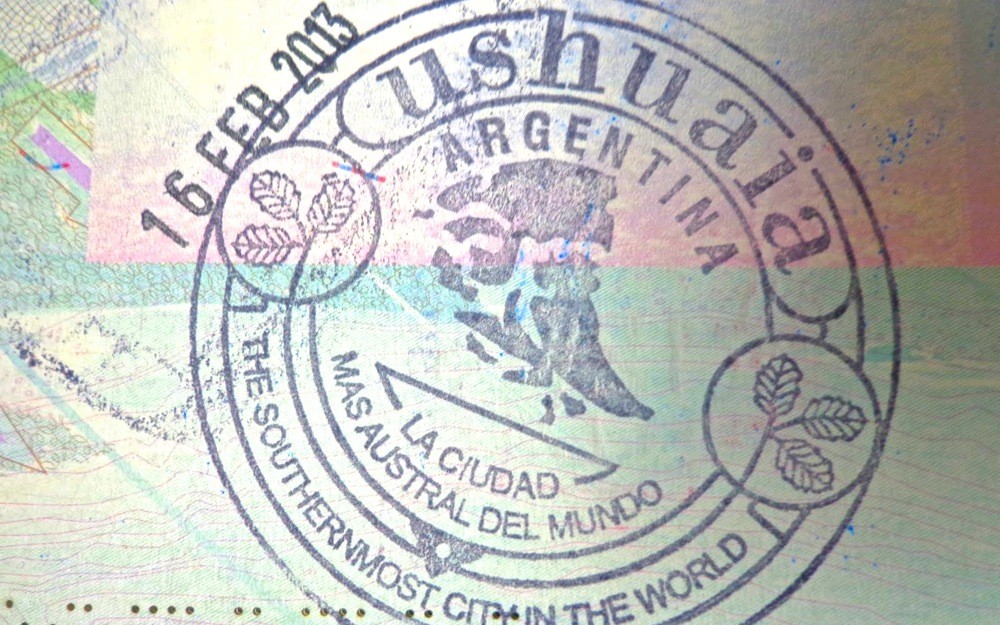 16 FEB 2013
ushuaia
ARGENTINA
LA CIUDAD
MAS AUSTRAL DEL MUNDO
THE SOUTHERNMOST CITY IN THE WORLD